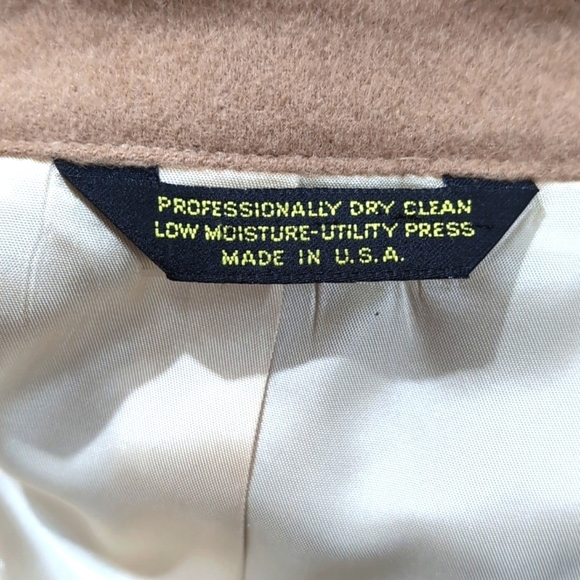 PROFESSIONALLY DRY CLEAN
LOW MOISTURE-UTILITY PRESS
MADE IN U.S.A.